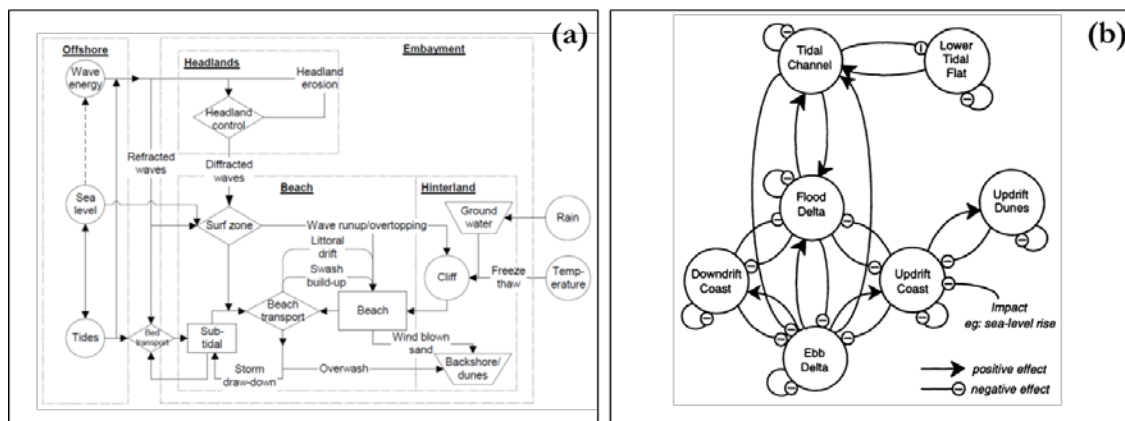 (a)
Offshore
Embayment
Wave
energy
Headlands
Headland
erosion
Headland
control
Refracted
waves
Diffracted
waves
Beach
Hinterland
Sea
level
Surf zone
Wave runup/overtopping
Ground
water
Rain
Littoral
drift
Swash
build-up
Cliff
Freeze
thaw
Temp-
erature
Beach
transport
Beach
Tides
Bed
transport
Sub-
tidal
Wind blown
sand
Storm
draw-down
Overwash
Backshore/
dunes
(b)
Tidal
Channel
Lower
Tidal
Flat
Flood
Delta
Updrift
Dunes
Downdrift
Coast
Updrift
Coast
Impact
eg: sea-level rise
Ebb
Delta
positive effect
negative effect